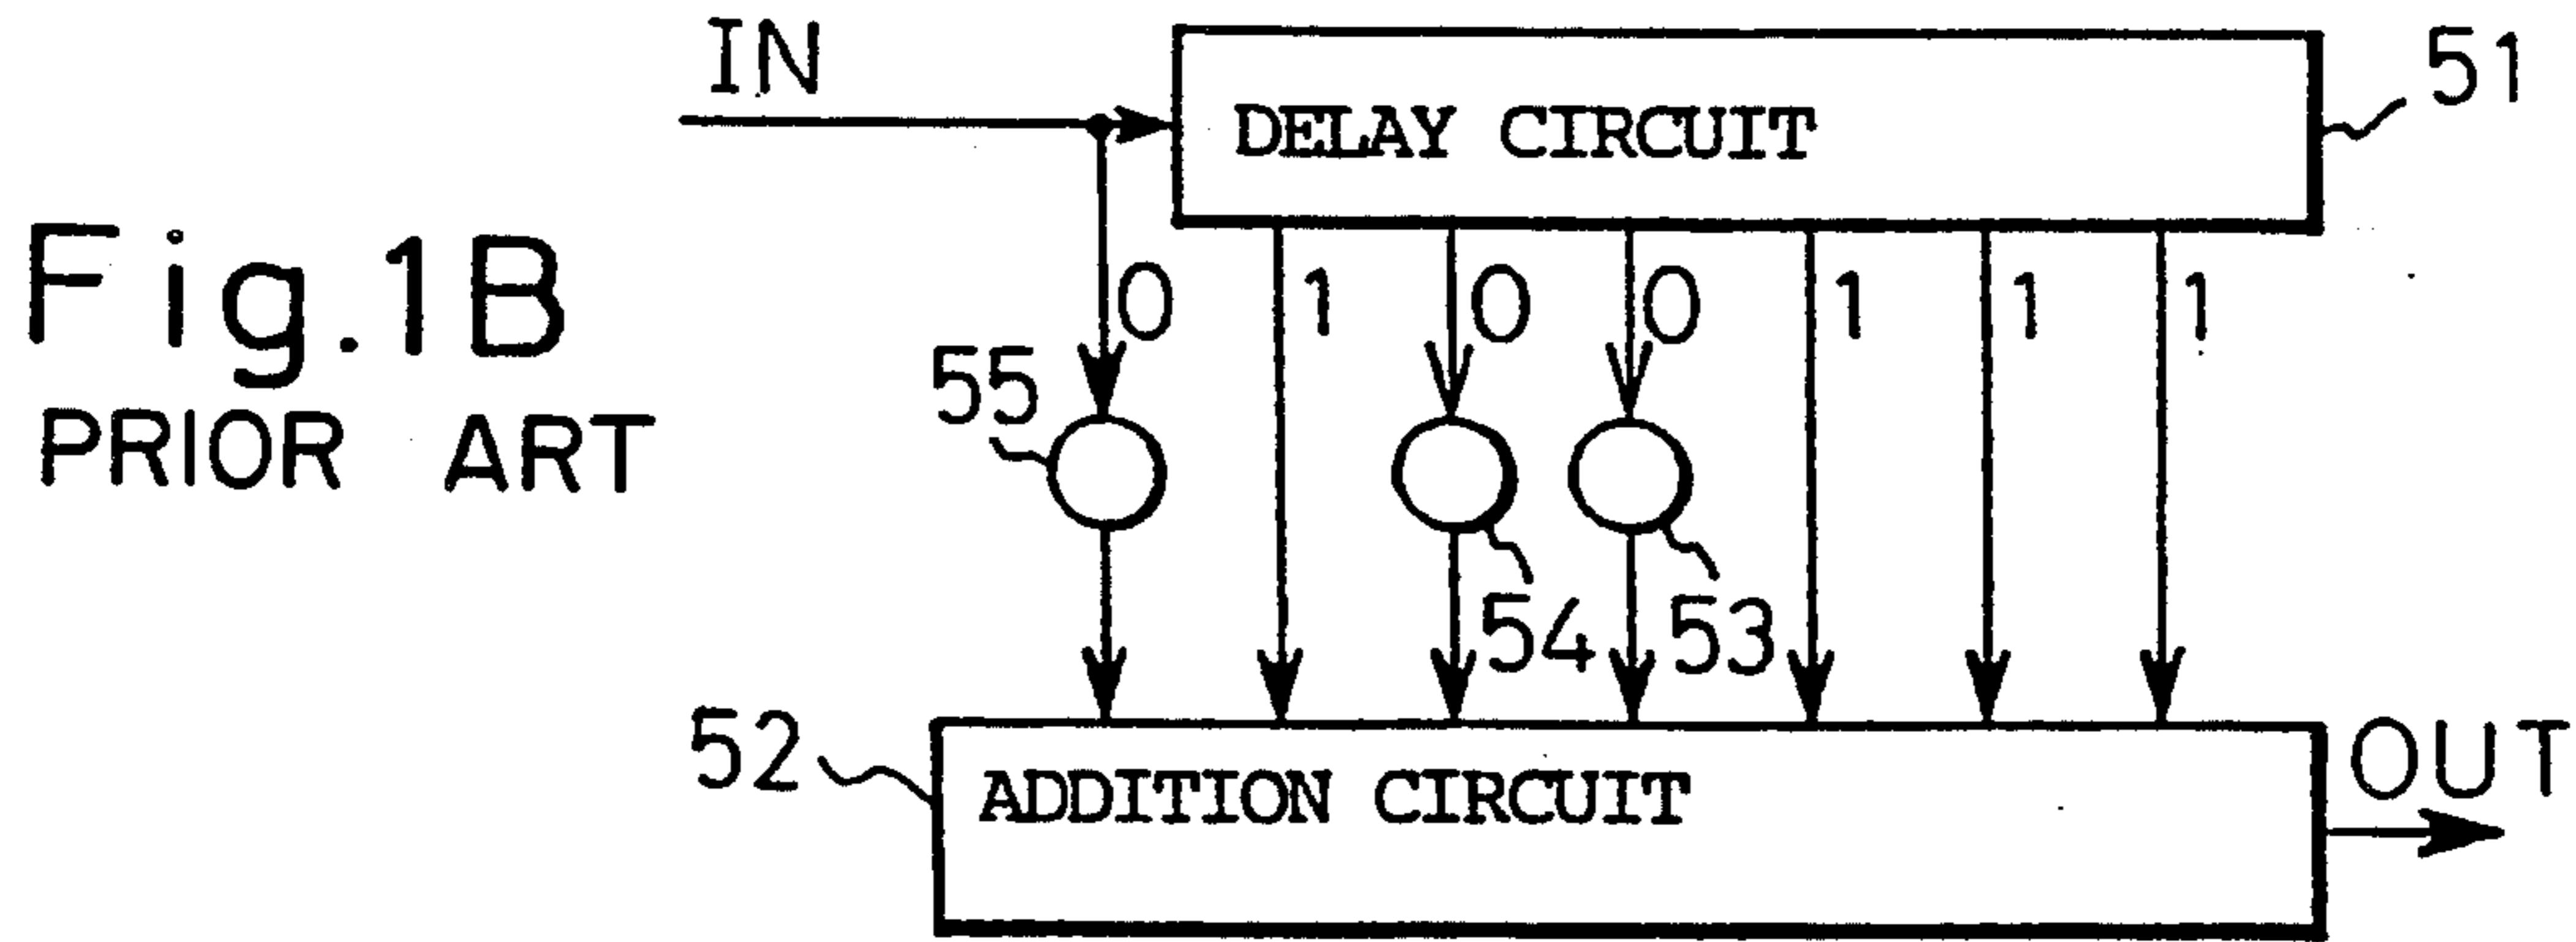 IN
DELAY CIRCUIT
51
Fig.1B
PRIOR ART
0 1 0 0 1 1 1
55
54
53
52
ADDITION CIRCUIT
OUT